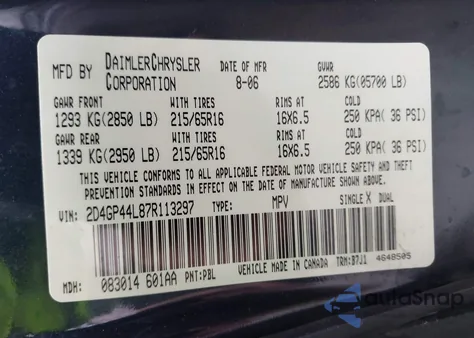 MFD BY DAIMLERCHRYSLER CORPORATION DATE OF MFR 8-06 GVWR 2586 KG(05700 LB)
GAWR FRONT WITH TIRES RIMS AT COLD
1293 KG(2850 LB) 215/65R16 16X6.5 250 KPA( 36 PSI)
GAWR REAR WITH TIRES RIMS AT COLD
1339 KG(2950 LB) 215/65R16 16X6.5 250 KPA( 36 PSI)
THIS VEHICLE CONFORMS TO ALL APPLICABLE FEDERAL MOTOR VEHICLE SAFETY, BUMPER, AND THEFT
PREVENTION STANDARDS IN EFFECT ON THE DATE OF MANUFACTURE SHOWN ABOVE.
VIN: 2D4GP44L87R113297 TYPE: MPV SINGLE X DUAL
MDH: 083014 601AA PNT:PBL VEHICLE MADE IN CANADA TRM:B7J1 4648505
autaSnap